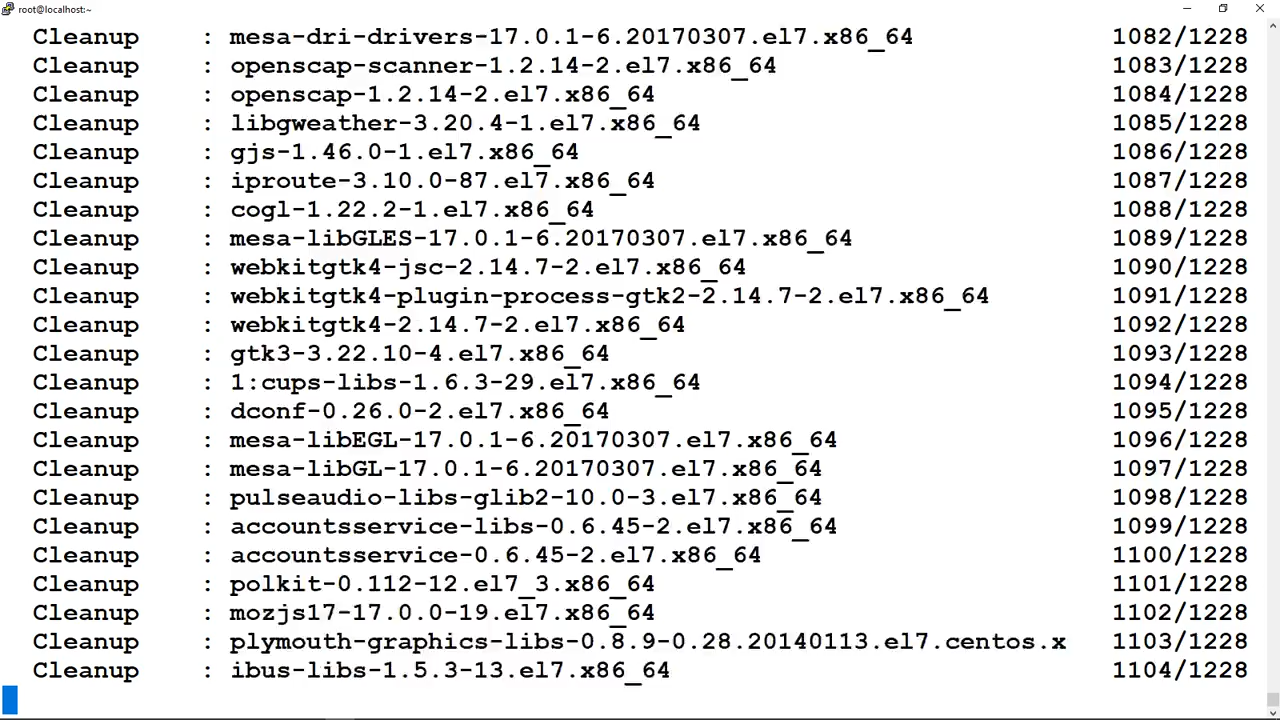 root@localhost:~
Cleanup : mesa-dri-drivers-17.0.1-6.20170307.el7.x86_64 1082/1228
Cleanup : openscap-scanner-1.2.14-2.el7.x86_64 1083/1228
Cleanup : openscap-1.2.14-2.el7.x86_64 1084/1228
Cleanup : libgweather-3.20.4-1.el7.x86_64 1085/1228
Cleanup : gjs-1.46.0-1.el7.x86_64 1086/1228
Cleanup : iproute-3.10.0-87.el7.x86_64 1087/1228
Cleanup : cogl-1.22.2-1.el7.x86_64 1088/1228
Cleanup : mesa-libGLES-17.0.1-6.20170307.el7.x86_64 1089/1228
Cleanup : webkitgtk4-jsc-2.14.7-2.el7.x86_64 1090/1228
Cleanup : webkitgtk4-plugin-process-gtk2-2.14.7-2.el7.x86_64 1091/1228
Cleanup : webkitgtk4-2.14.7-2.el7.x86_64 1092/1228
Cleanup : gtk3-3.22.10-4.el7.x86_64 1093/1228
Cleanup : 1:cups-libs-1.6.3-29.el7.x86_64 1094/1228
Cleanup : dconf-0.26.0-2.el7.x86_64 1095/1228
Cleanup : mesa-libEGL-17.0.1-6.20170307.el7.x86_64 1096/1228
Cleanup : mesa-libGL-17.0.1-6.20170307.el7.x86_64 1097/1228
Cleanup : pulseaudio-libs-glib2-10.0-3.el7.x86_64 1098/1228
Cleanup : accountsservice-libs-0.6.45-2.el7.x86_64 1099/1228
Cleanup : accountsservice-0.6.45-2.el7.x86_64 1100/1228
Cleanup : polkit-0.112-12.el7_3.x86_64 1101/1228
Cleanup : mozjs17-17.0.0-19.el7.x86_64 1102/1228
Cleanup : plymouth-graphics-libs-0.8.9-0.28.20140113.el7.centos.x 1103/1228
Cleanup : ibus-libs-1.5.3-13.el7.x86_64 1104/1228